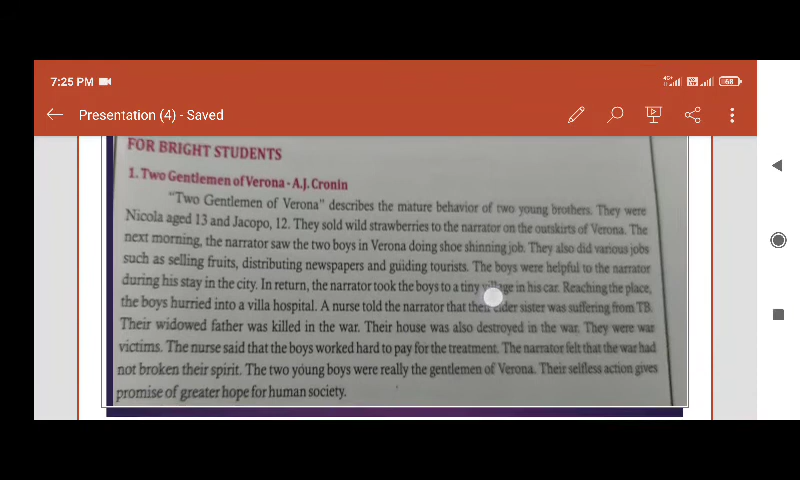 7:25 PM
68
Presentation (4) - Saved
FOR BRIGHT STUDENTS
1. Two Gentlemen of Verona - A.J. Cronin
"Two Gentlemen of Verona" describes the mature behavior of two young brothers. They were
Nicola aged 13 and Jacopo, 12. They sold wild strawberries to the narrator on the outskirts of Verona. The
next morning, the narrator saw the two boys in Verona doing shoe shinning job. They also did various jobs
such as selling fruits, distributing newspapers and guiding tourists. The boys were helpful to the narrator
during his stay in the city. In return, the narrator took the boys to a tiny village in his car. Reaching the place,
the boys hurried into a villa hospital. A nurse told the narrator that their elder sister was suffering from TB.
Their widowed father was killed in the war. Their house was also destroyed in the war. They were war
victims. The nurse said that the boys worked hard to pay for the treatment. The narrator felt that the war had
not broken their spirit. The two young boys were really the gentlemen of Verona. Their selfless action gives
promise of greater hope for human society.